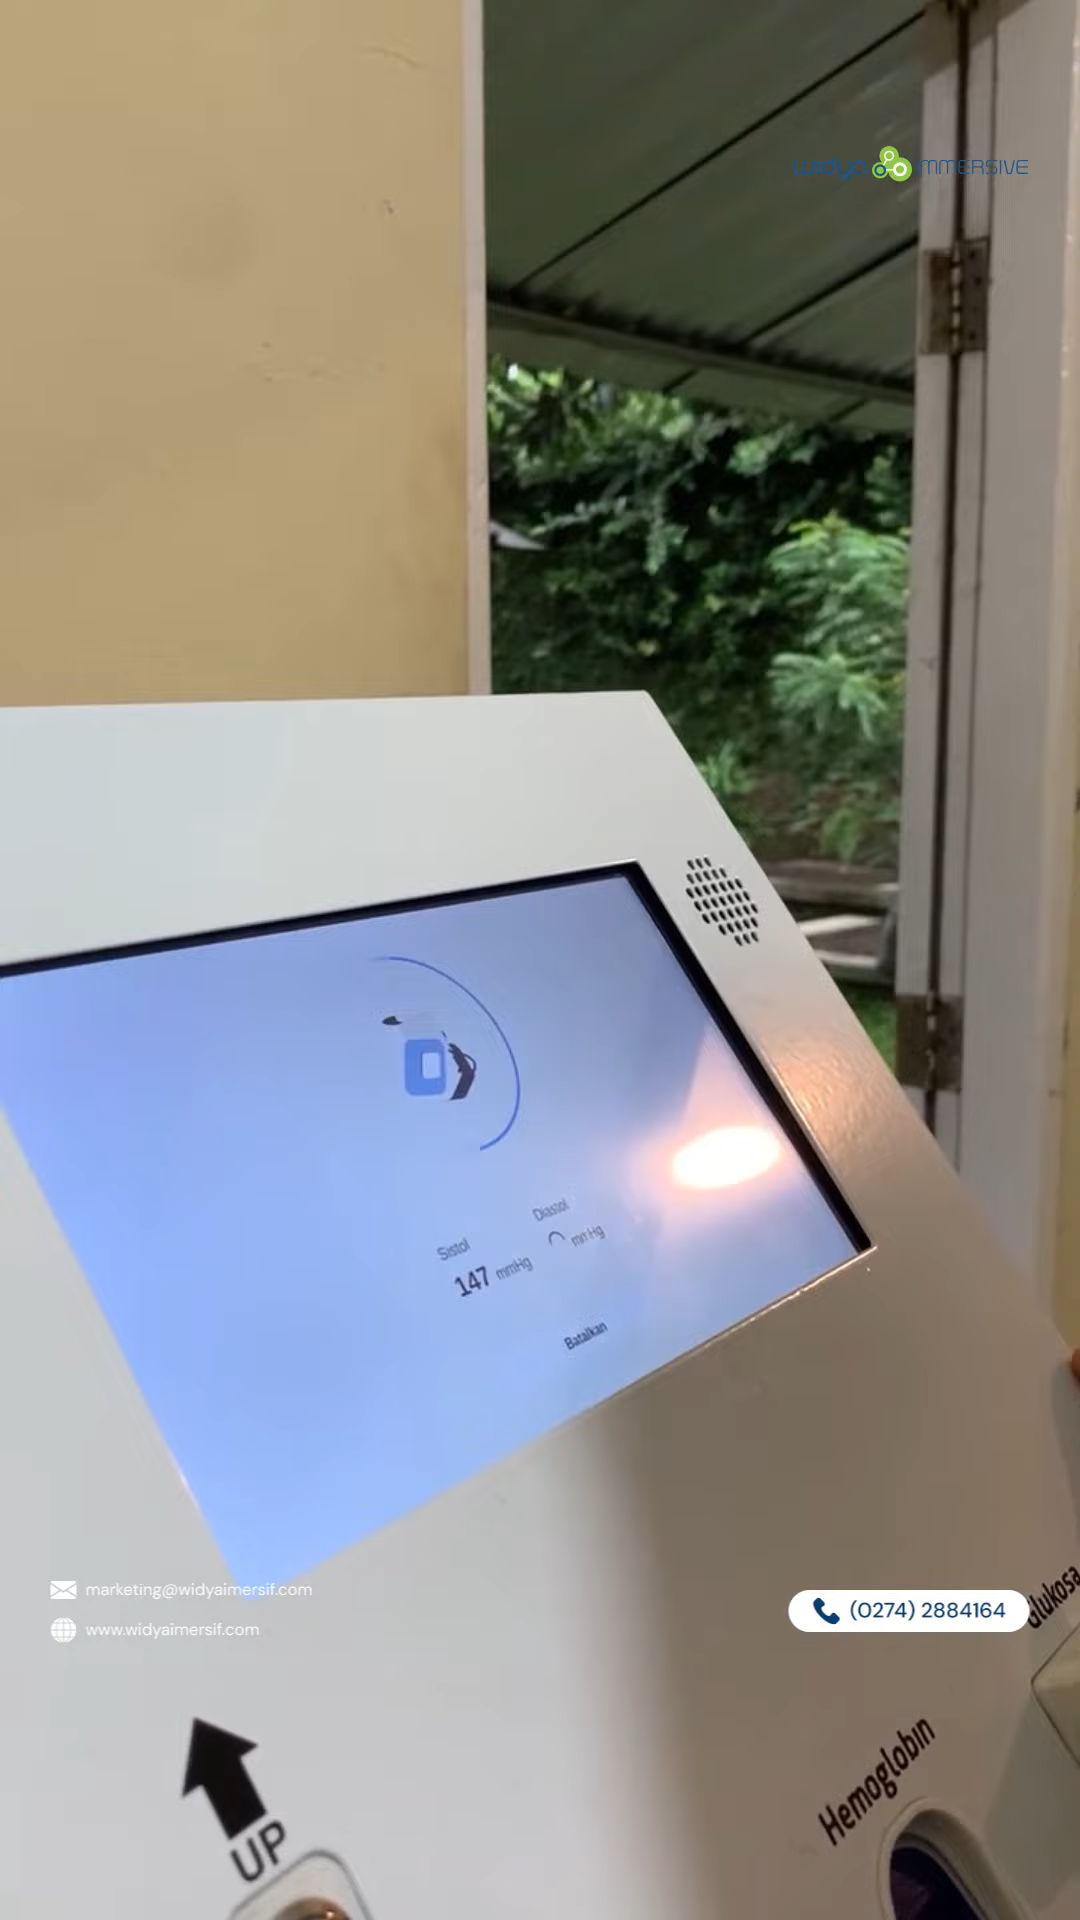 widya IMMERSIVE
Sistol
147 mmHg
Diastol
mmHg
Batalkan
marketing@widyaimersif.com
www.widyaimersif.com
(0274) 2884164
Glukosa
Hemoglobin
UP